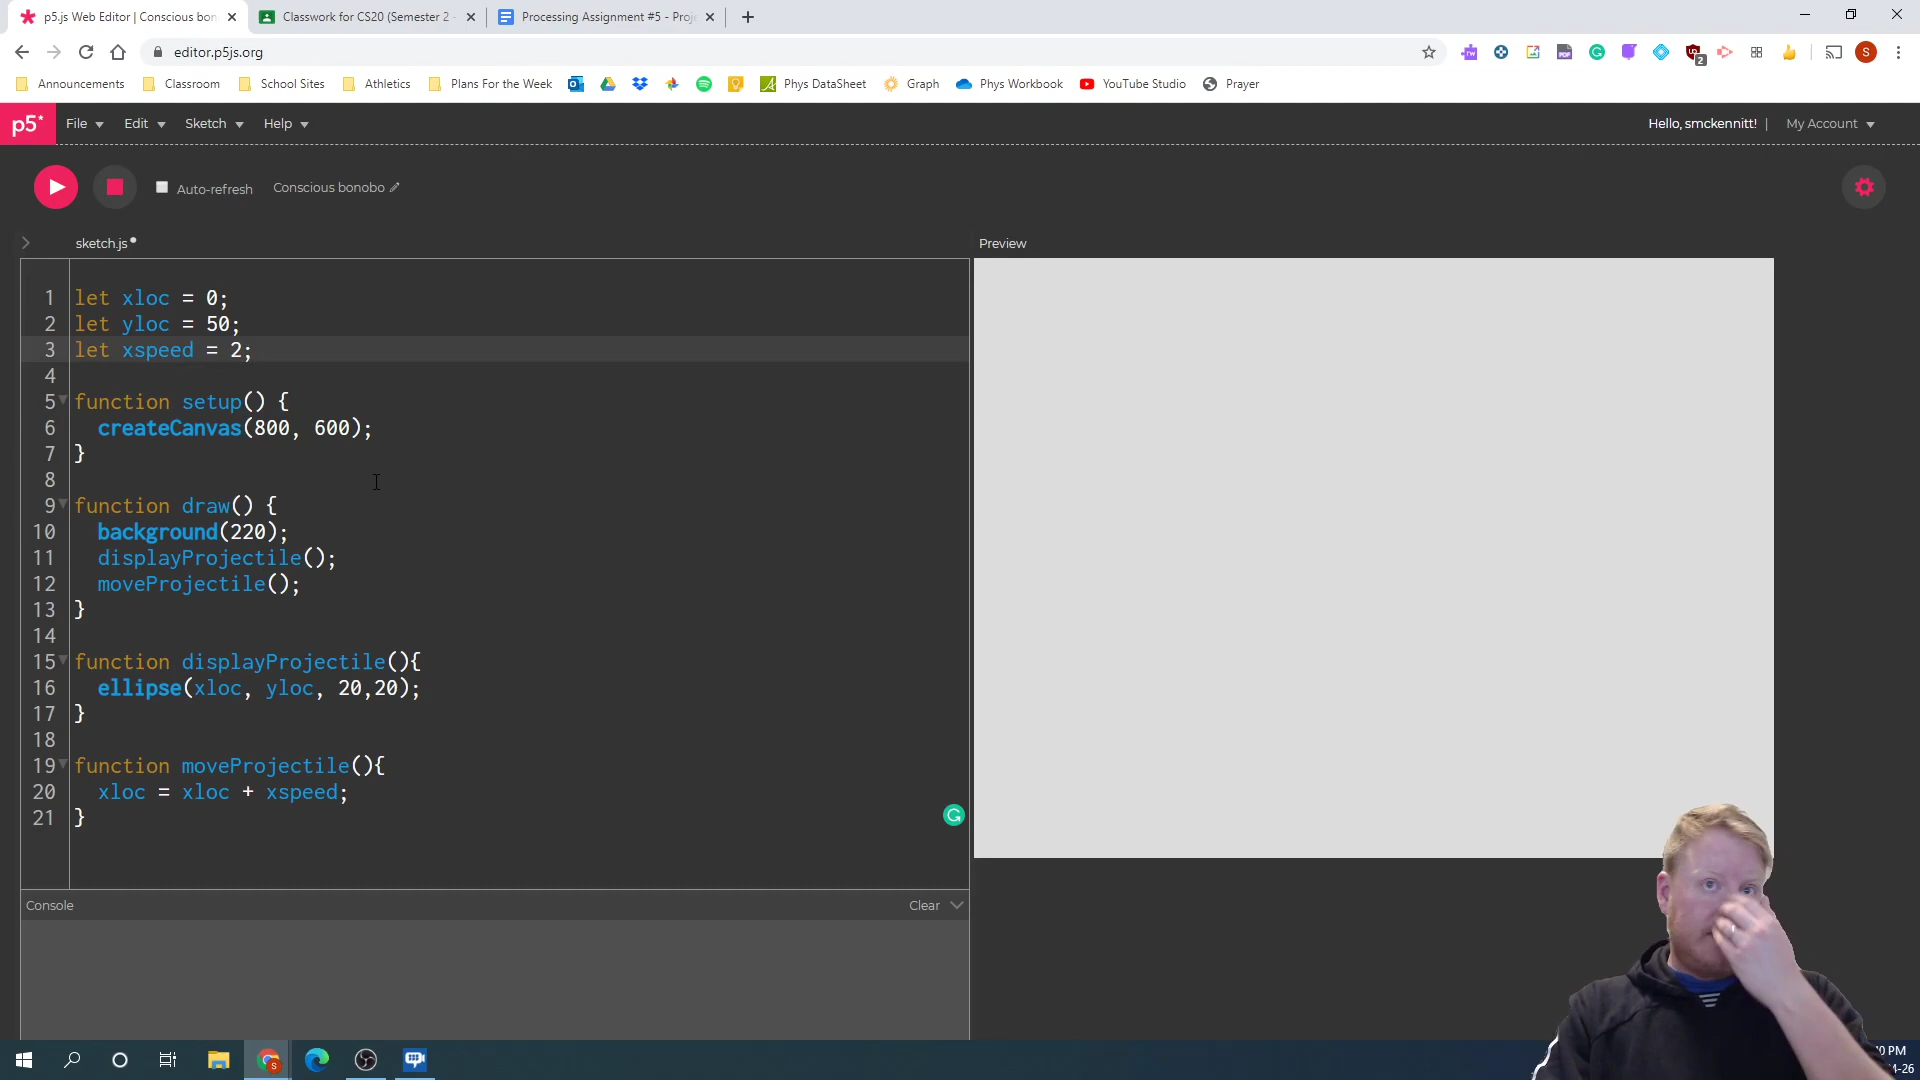 p5.js Web Editor | Conscious bon
Classwork for CS20 (Semester 2 -
Processing Assignment #5 - Proje
editor.p5js.org
2
S
Announcements
Classroom
School Sites
Athletics
Plans For the Week
Phys DataSheet
Graph
Phys Workbook
YouTube Studio
Prayer
p5*
File
Edit
Sketch
Help
Hello, smckennitt! |
My Account
Auto-refresh
Conscious bonobo
sketch.js
Preview
1 let xloc = 0;
2 let yloc = 50;
3 let xspeed = 2;
4
5 function setup() {
6 createCanvas(800, 600);
7 }
8
9 function draw() {
10 background(220);
11 displayProjectile();
12 moveProjectile();
13 }
14
15 function displayProjectile(){
16 ellipse(xloc, yloc, 20,20);
17 }
18
19 function moveProjectile(){
20 xloc = xloc + xspeed;
21 }
Console
Clear
PM
-26